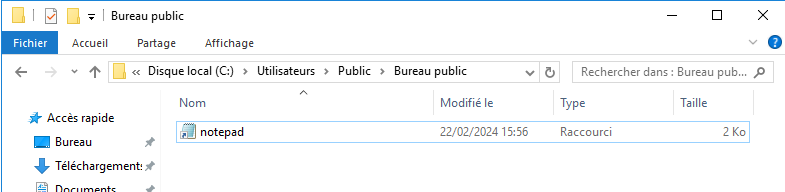 Bureau public
Fichier Accueil Partage Affichage
« Disque local (C:) > Utilisateurs > Public > Bureau public Rechercher dans : Bureau pub...
Nom Modifié le Type Taille
Accès rapide
notepad 22/02/2024 15:56 Raccourci 2 Ko
Bureau
Téléchargements
Documents